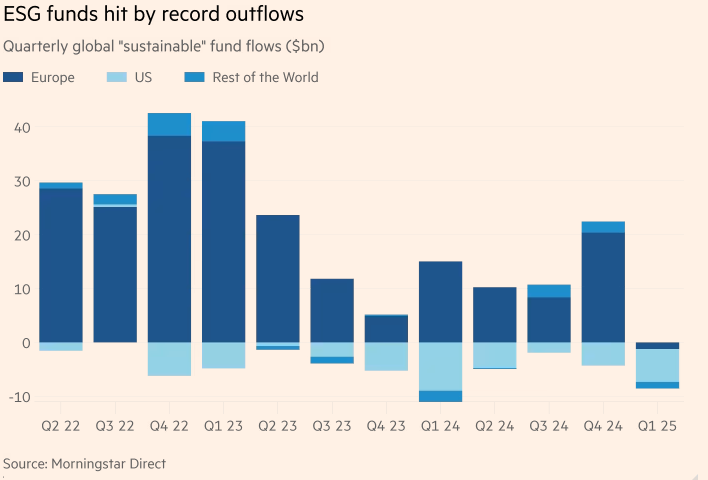 ESG funds hit by record outflows
Quarterly global "sustainable" fund flows ($bn)
Europe US Rest of the World
40
30
20
10
0
-10
Q2 22 Q3 22 Q4 22 Q1 23 Q2 23 Q3 23 Q4 23 Q1 24 Q2 24 Q3 24 Q4 24 Q1 25
Source: Morningstar Direct